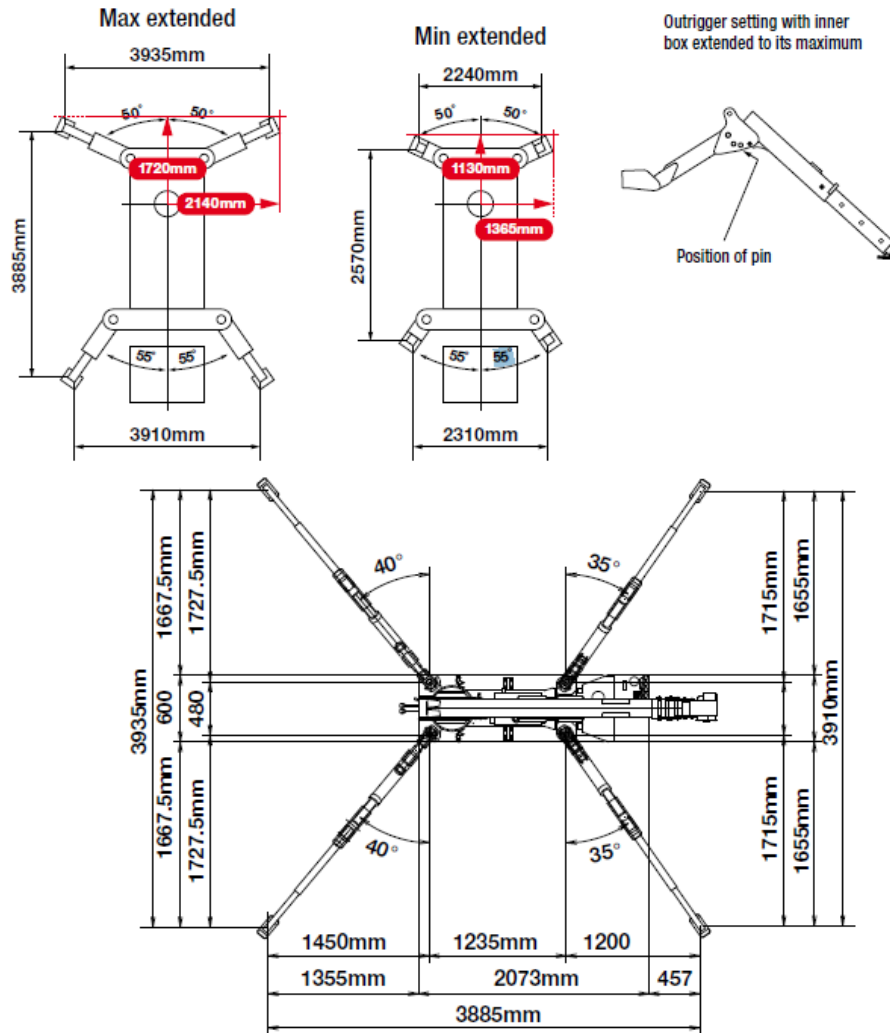 Max extended
3935mm
50° 50°
1720mm
2140mm
3885mm
55° 55°
3910mm
Min extended
2240mm
50° 50°
1130mm
1365mm
2570mm
55° 55°
2310mm
Outrigger setting with inner
box extended to its maximum
Position of pin
3935mm
1667.5mm
600
1667.5mm
1727.5mm
480
1727.5mm
40°
35°
40°
35°
1715mm
1715mm
1655mm
1655mm
3910mm
1450mm 1235mm 1200
1355mm 2073mm 457
3885mm